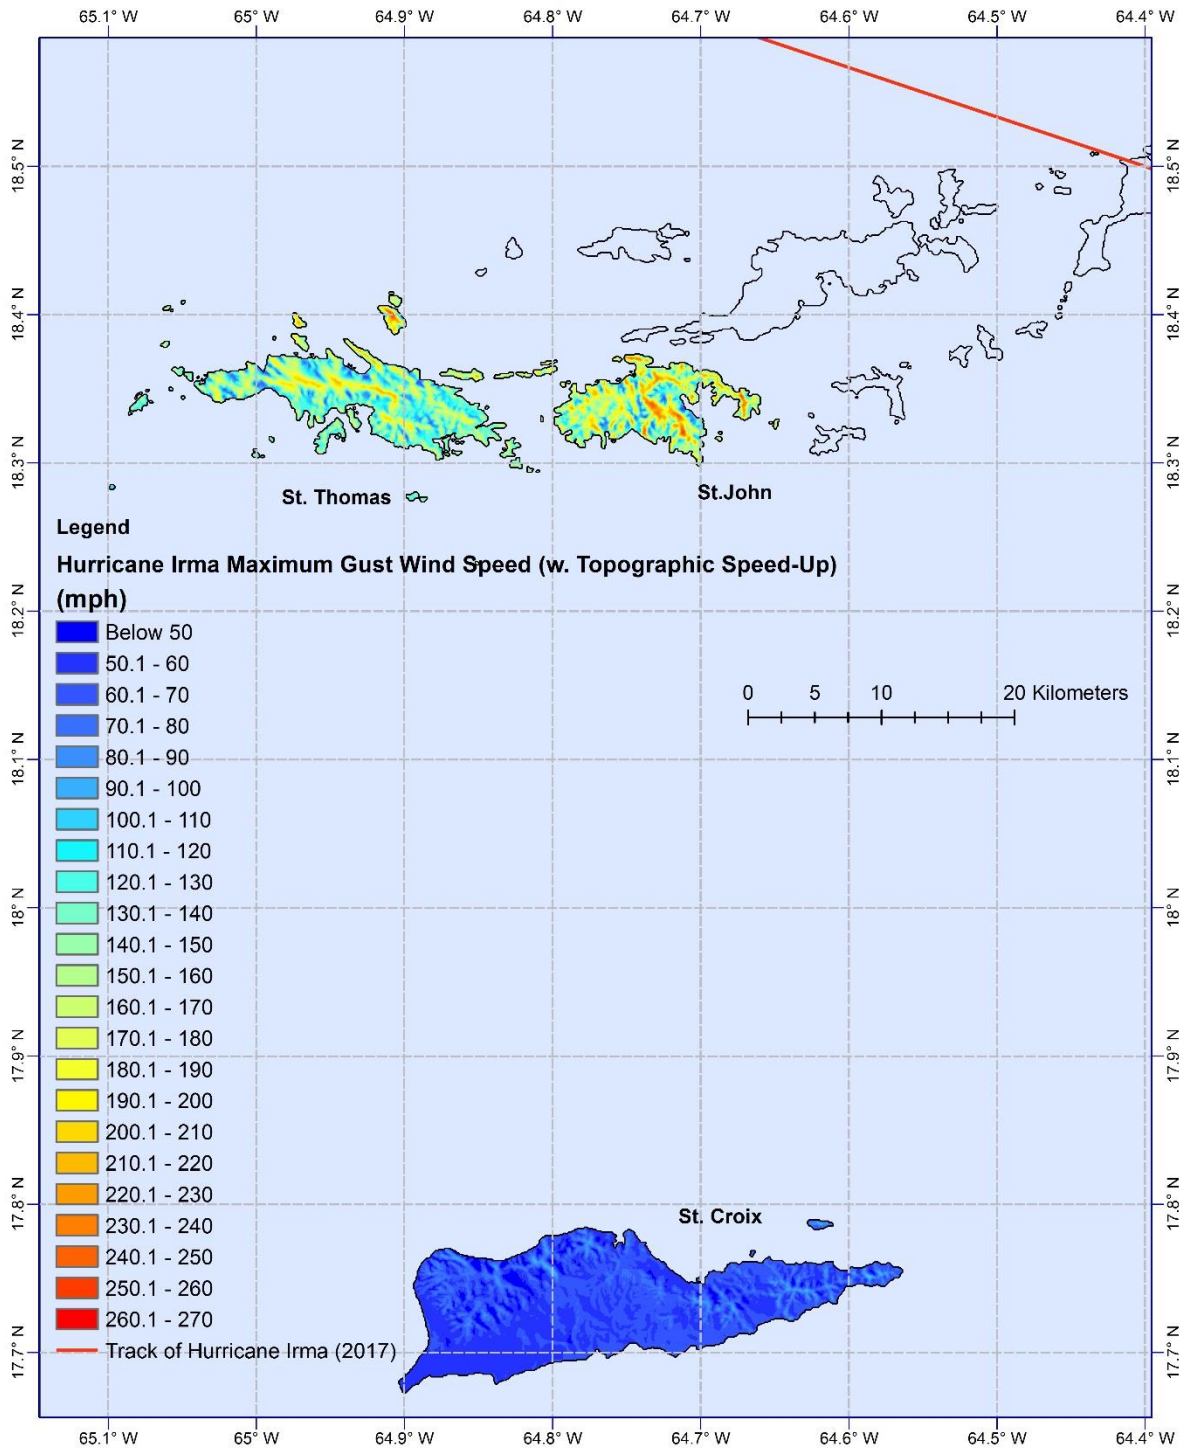 65.1° W 65° W 64.9° W 64.8° W 64.7° W 64.6° W 64.5° W 64.4° W
18.5° N 18.5° N
18.4° N 18.4° N
18.3° N 18.3° N
St. Thomas St.John
Legend
Hurricane Irma Maximum Gust Wind Speed (w. Topographic Speed-Up)
(mph)
18.2° N 18.2° N
Below 50
50.1 - 60
60.1 - 70
0 5 10 20 Kilometers
70.1 - 80
80.1 - 90
18.1° N 18.1° N
90.1 - 100
100.1 - 110
110.1 - 120
120.1 - 130
18° N 18° N
130.1 - 140
140.1 - 150
150.1 - 160
160.1 - 170
170.1 - 180
17.9° N 17.9° N
180.1 - 190
190.1 - 200
200.1 - 210
210.1 - 220
220.1 - 230
17.8° N 17.8° N
St. Croix
230.1 - 240
240.1 - 250
250.1 - 260
260.1 - 270
17.7° N 17.7° N
Track of Hurricane Irma (2017)
65.1° W 65° W 64.9° W 64.8° W 64.7° W 64.6° W 64.5° W 64.4° W